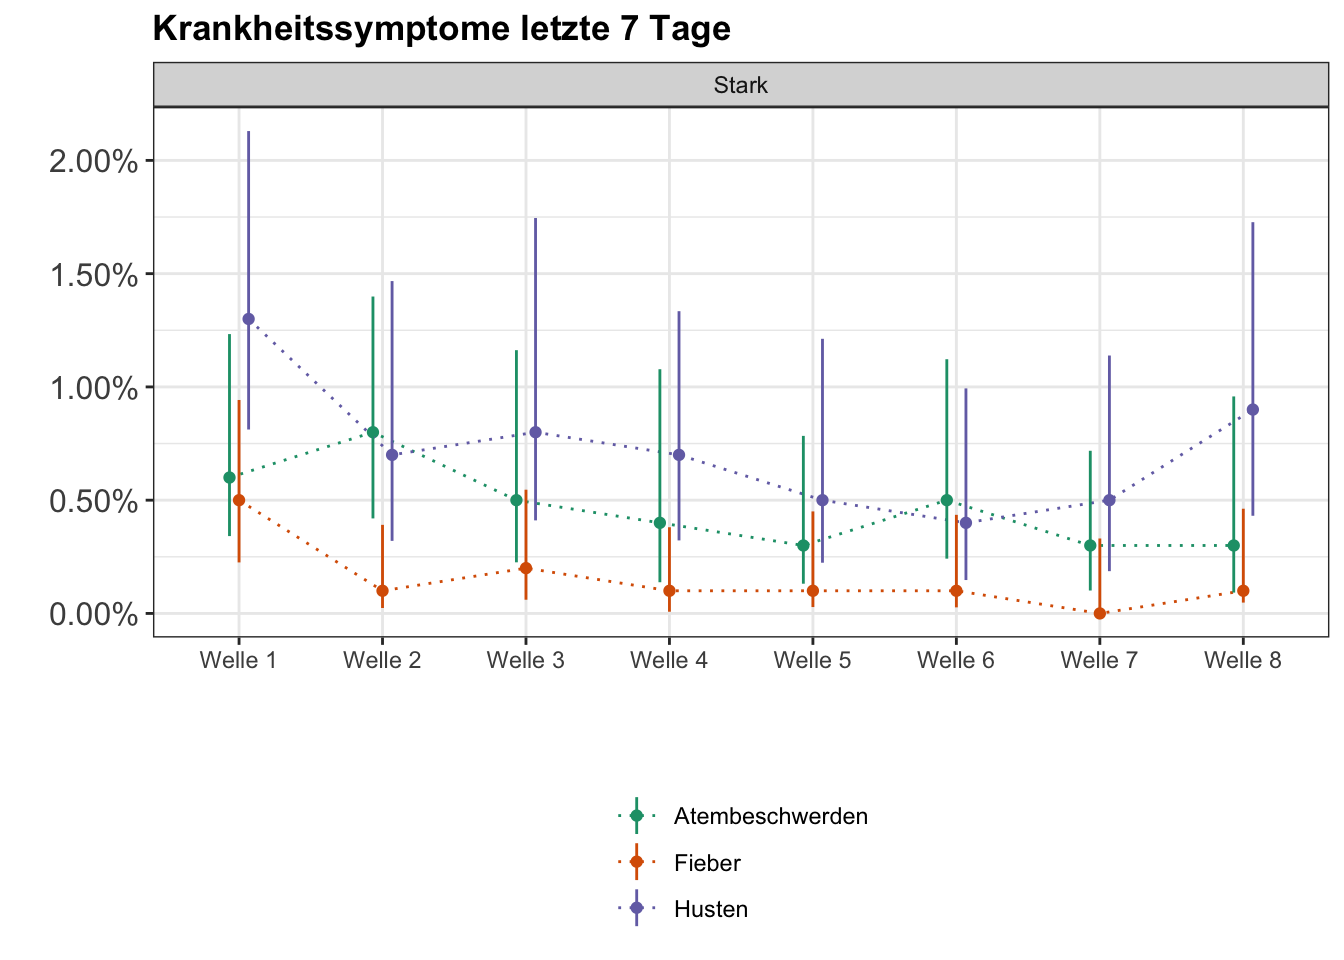 Krankheitssymptome letzte 7 Tage
Stark
2.00%
1.50%
1.00%
0.50%
0.00%
Welle 1 Welle 2 Welle 3 Welle 4 Welle 5 Welle 6 Welle 7 Welle 8
Atembeschwerden
Fieber
Husten